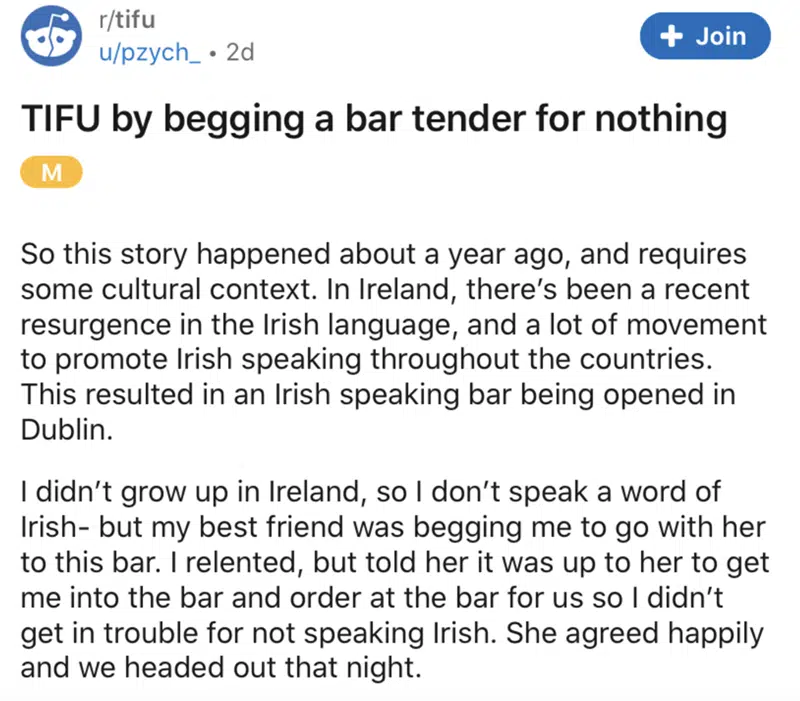 r/tifu
u/pzych_ • 2d
+ Join
TIFU by begging a bar tender for nothing
M
So this story happened about a year ago, and requires
some cultural context. In Ireland, there’s been a recent
resurgence in the Irish language, and a lot of movement
to promote Irish speaking throughout the countries.
This resulted in an Irish speaking bar being opened in
Dublin.
I didn’t grow up in Ireland, so I don’t speak a word of
Irish- but my best friend was begging me to go with her
to this bar. I relented, but told her it was up to her to get
me into the bar and order at the bar for us so I didn’t
get in trouble for not speaking Irish. She agreed happily
and we headed out that night.